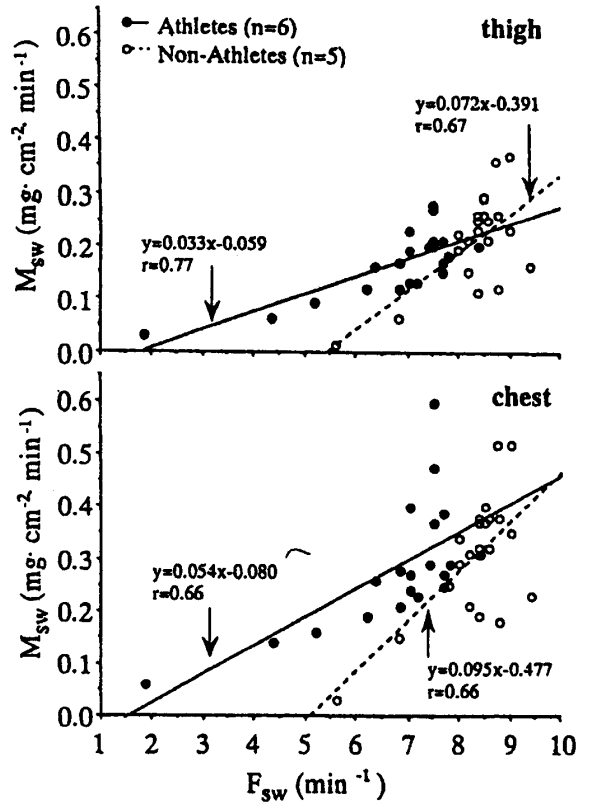 Athletes (n=6)
Non-Athletes (n=5)
thigh
y=0.072x-0.391
r=0.67
y=0.033x-0.059
r=0.77
M_sw (mg· cm⁻²· min⁻¹)
0.6
0.5
0.4
0.3
0.2
0.1
0.0
chest
y=0.054x-0.080
r=0.66
y=0.095x-0.477
r=0.66
M_sw (mg· cm⁻² min⁻¹)
0.6
0.5
0.4
0.3
0.2
0.1
0.0
1 2 3 4 5 6 7 8 9 10
F_sw (min ⁻¹)